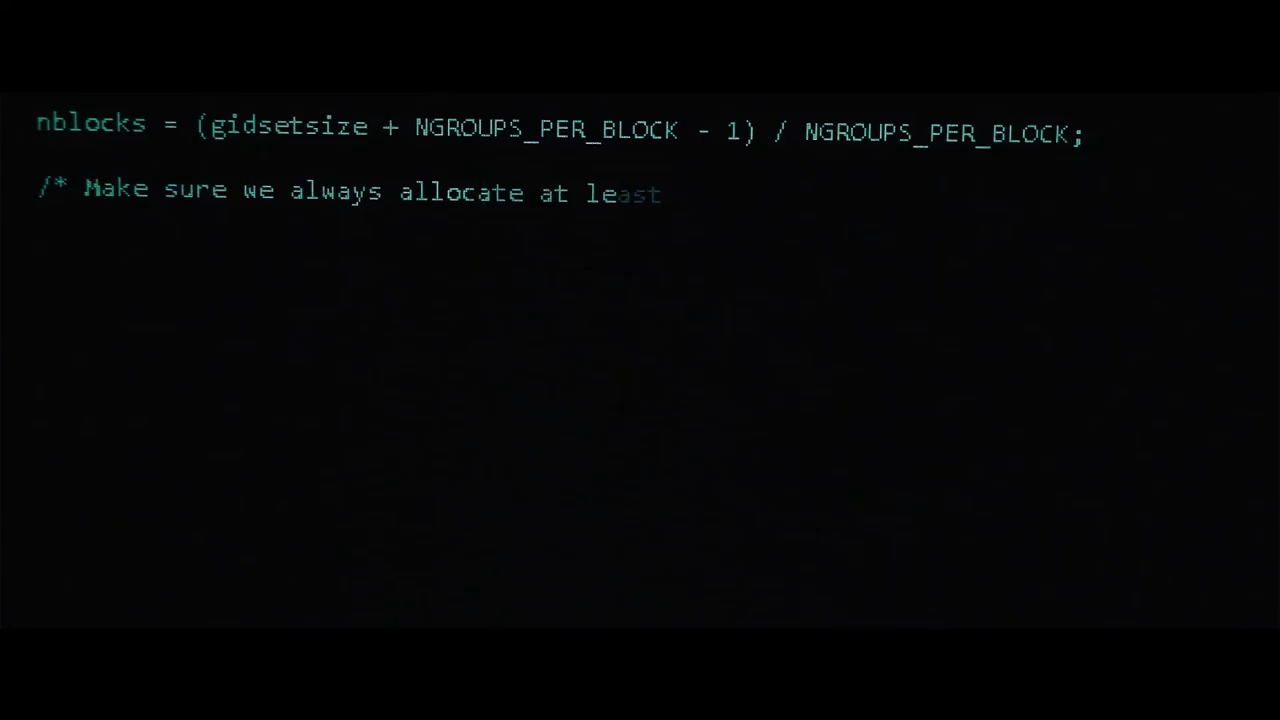 nblocks = (gidsetsize + NGROUPS_PER_BLOCK - 1) / NGROUPS_PER_BLOCK;
/* Make sure we always allocate at least